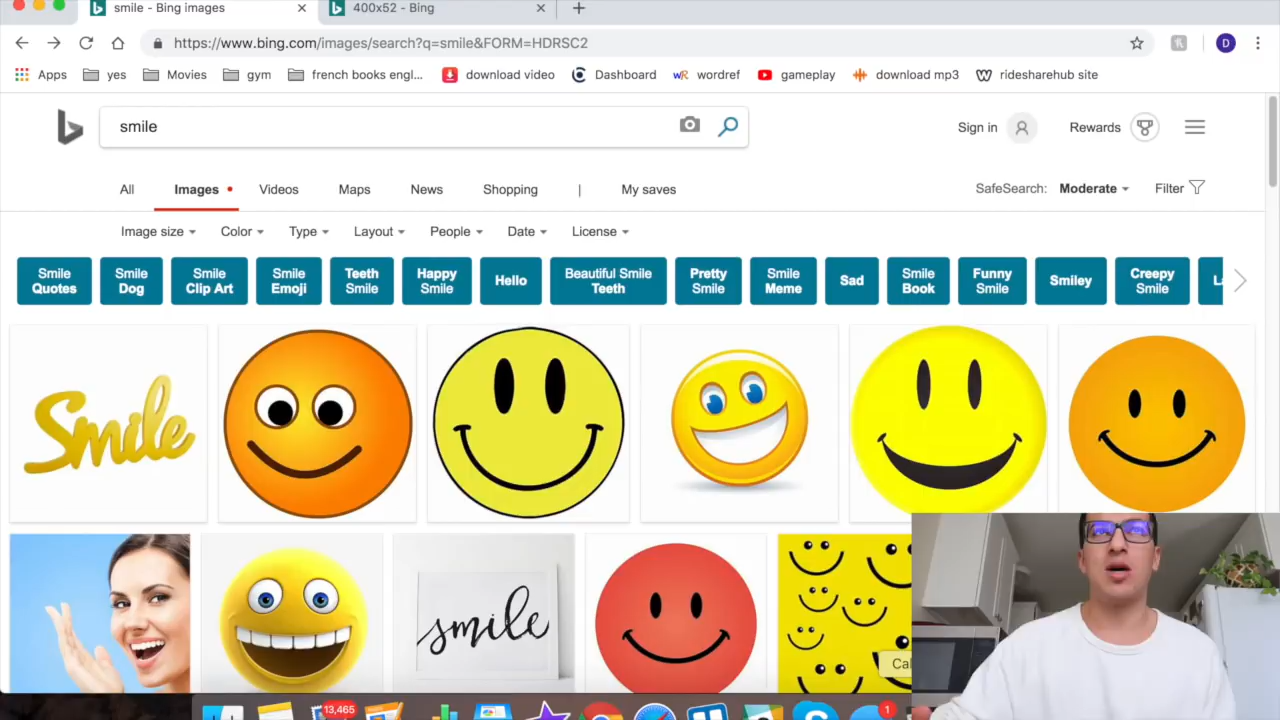 smile - Bing images
400x52 - Bing
https://www.bing.com/images/search?q=smile&FORM=HDRSC2
Apps yes Movies gym french books engl... download video Dashboard wordref gameplay download mp3 ridesharehub site
smile
Sign in Rewards
All Images Videos Maps News Shopping | My saves
SafeSearch: Moderate Filter
Image size Color Type Layout People Date License
Smile Quotes
Smile Dog
Smile Clip Art
Smile Emoji
Teeth Smile
Happy Smile
Hello
Beautiful Smile Teeth
Pretty Smile
Smile Meme
Sad
Smile Book
Funny Smile
Smiley
Creepy Smile
Smile
smile
13,465
1